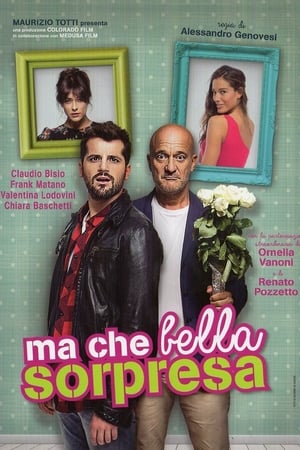 MAURIZIO TOTTI presenta
una produzione COLORADO FILM
in collaborazione con MEDUSA FILM
regia di
Alessandro Genovesi
Claudio Bisio
Frank Matano
Valentina Lodovini
Chiara Baschetti
con la partecipazione
straordinaria di
Ornella
Vanoni
e di
Renato
Pozzetto
ma che bella
sorpresa